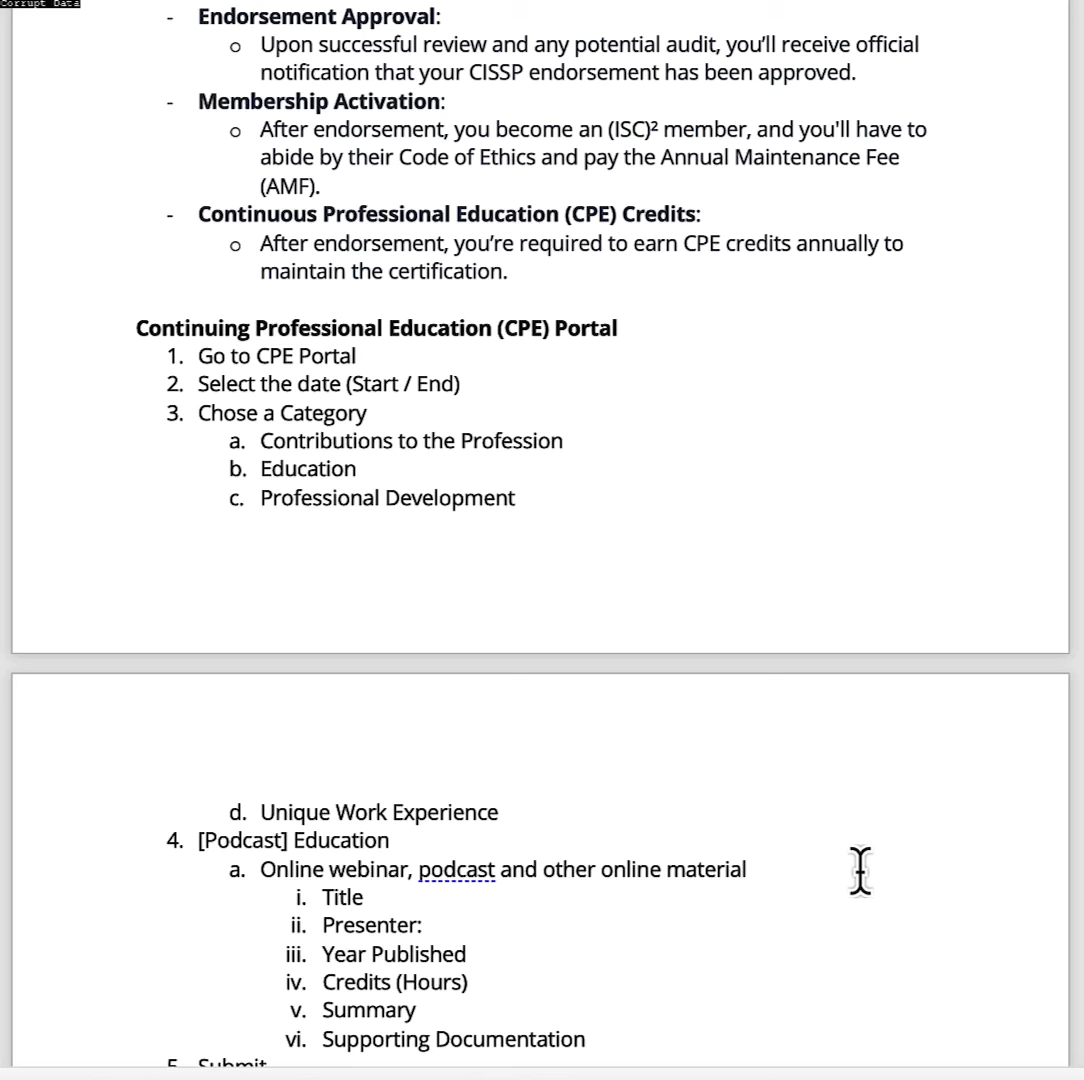 Corrupt Data
- Endorsement Approval:
o Upon successful review and any potential audit, you’ll receive official
notification that your CISSP endorsement has been approved.
- Membership Activation:
o After endorsement, you become an (ISC)² member, and you'll have to
abide by their Code of Ethics and pay the Annual Maintenance Fee
(AMF).
- Continuous Professional Education (CPE) Credits:
o After endorsement, you’re required to earn CPE credits annually to
maintain the certification.
Continuing Professional Education (CPE) Portal
1. Go to CPE Portal
2. Select the date (Start / End)
3. Chose a Category
a. Contributions to the Profession
b. Education
c. Professional Development
d. Unique Work Experience
4. [Podcast] Education
a. Online webinar, podcast and other online material
i. Title
ii. Presenter:
iii. Year Published
iv. Credits (Hours)
v. Summary
vi. Supporting Documentation
5. Submit